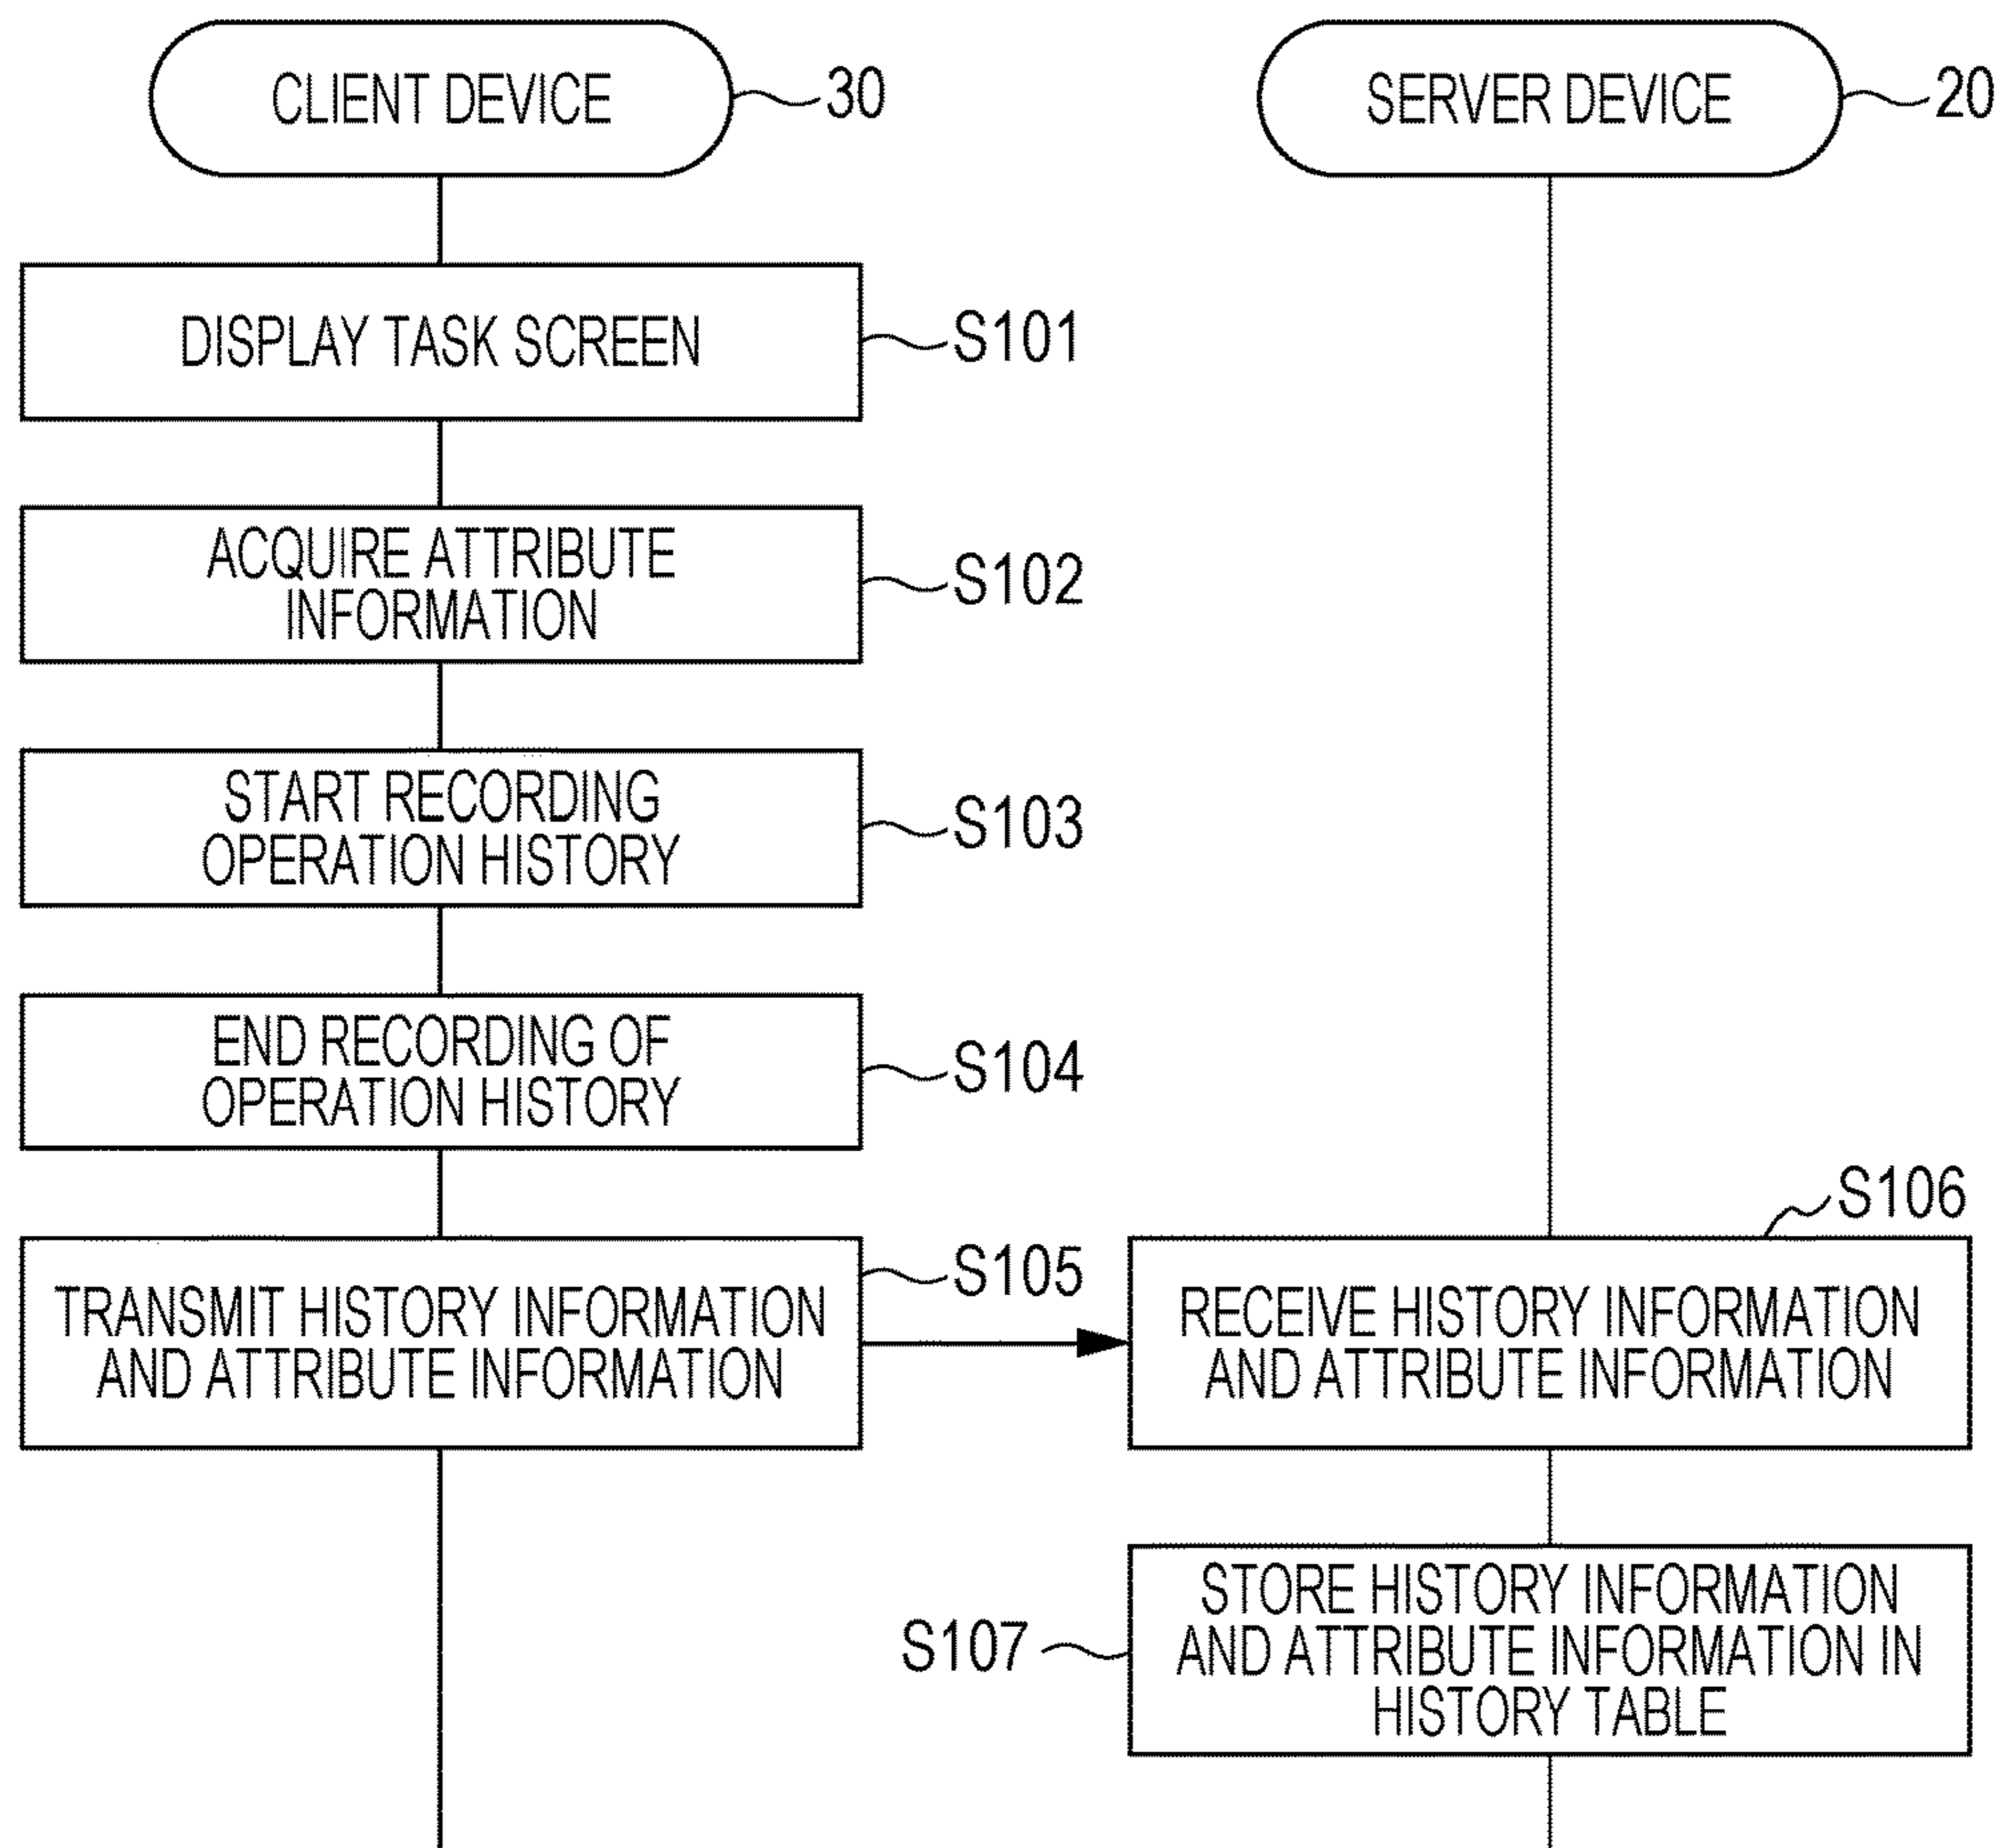 CLIENT DEVICE
30
SERVER DEVICE
20
DISPLAY TASK SCREEN
S101
ACQUIRE ATTRIBUTE
INFORMATION
S102
START RECORDING
OPERATION HISTORY
S103
END RECORDING OF
OPERATION HISTORY
S104
TRANSMIT HISTORY INFORMATION
AND ATTRIBUTE INFORMATION
S105
S106
RECEIVE HISTORY INFORMATION
AND ATTRIBUTE INFORMATION
S107
STORE HISTORY INFORMATION
AND ATTRIBUTE INFORMATION IN
HISTORY TABLE